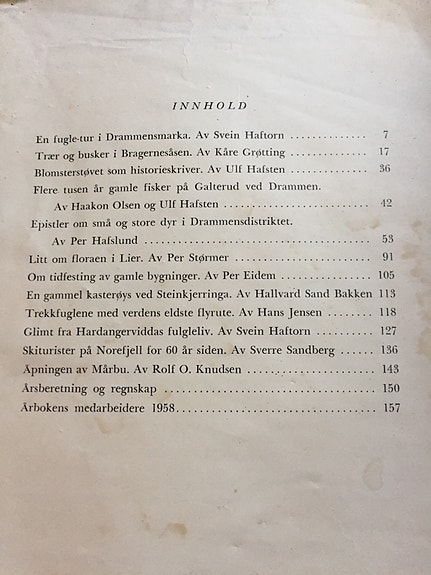 INNHOLD
En fugle-tur i Drammensmarka. Av Svein Haftorn ............. 7
Trær og busker i Bragernesåsen. Av Kåre Grøtting ............. 17
Blomsterstøvet som historieskriver. Av Ulf Hafsten ............. 36
Flere tusen år gamle fisker på Galterud ved Drammen.
Av Haakon Olsen og Ulf Hafsten ............. 42
Epistler om små og store dyr i Drammensdistriktet.
Av Per Hafslund ............................ 53
Litt om floraen i Lier. Av Per Størmer ............. 91
Om tidfesting av gamle bygninger. Av Per Eidem ............. 105
En gammel kasterøys ved Steinkjerringa. Av Hallvard Sand Bakken 113
Trekkfuglene med verdens eldste flyrute. Av Hans Jensen ........ 118
Glimt fra Hardangerviddas fulgleliv. Av Svein Haftorn ......... 127
Skiturister på Norefjell for 60 år siden. Av Sverre Sandberg ...... 136
Åpningen av Mårbu. Av Rolf O. Knudsen .................. 143
Årsberetning og regnskap ............................ 150
Årbokens medarbeidere 1958............................ 157